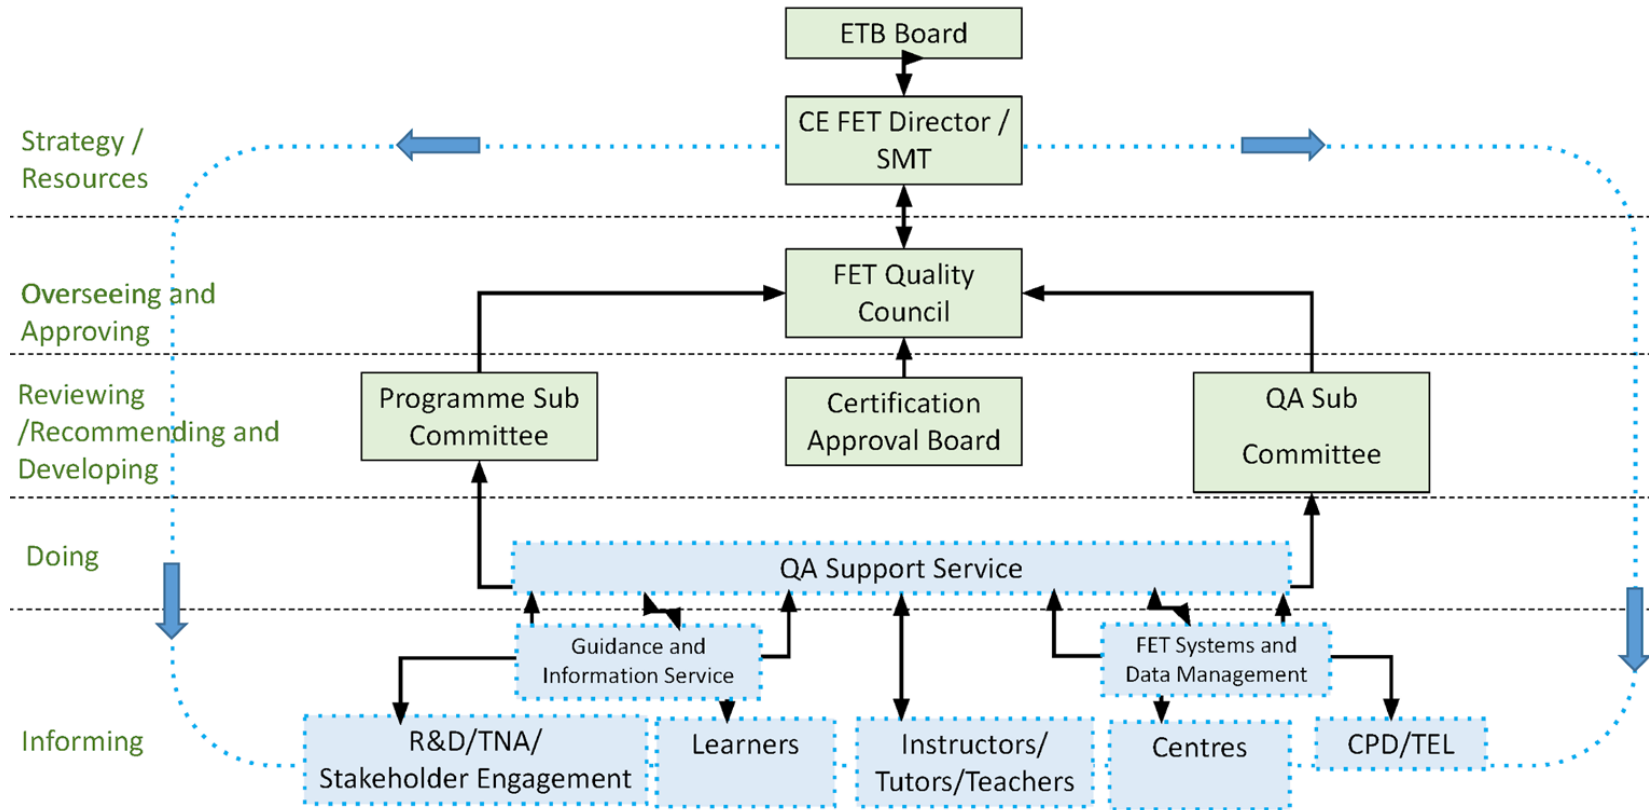 ETB Board
Strategy /
Resources
CE FET Director /
SMT
Overseeing and
Approving
FET Quality
Council
Reviewing
/Recommending and
Developing
Programme Sub
Committee
Certification
Approval Board
QA Sub
Committee
Doing
QA Support Service
Guidance and
Information Service
FET Systems and
Data Management
Informing
R&D/TNA/
Stakeholder Engagement
Learners
Instructors/
Tutors/Teachers
Centres
CPD/TEL